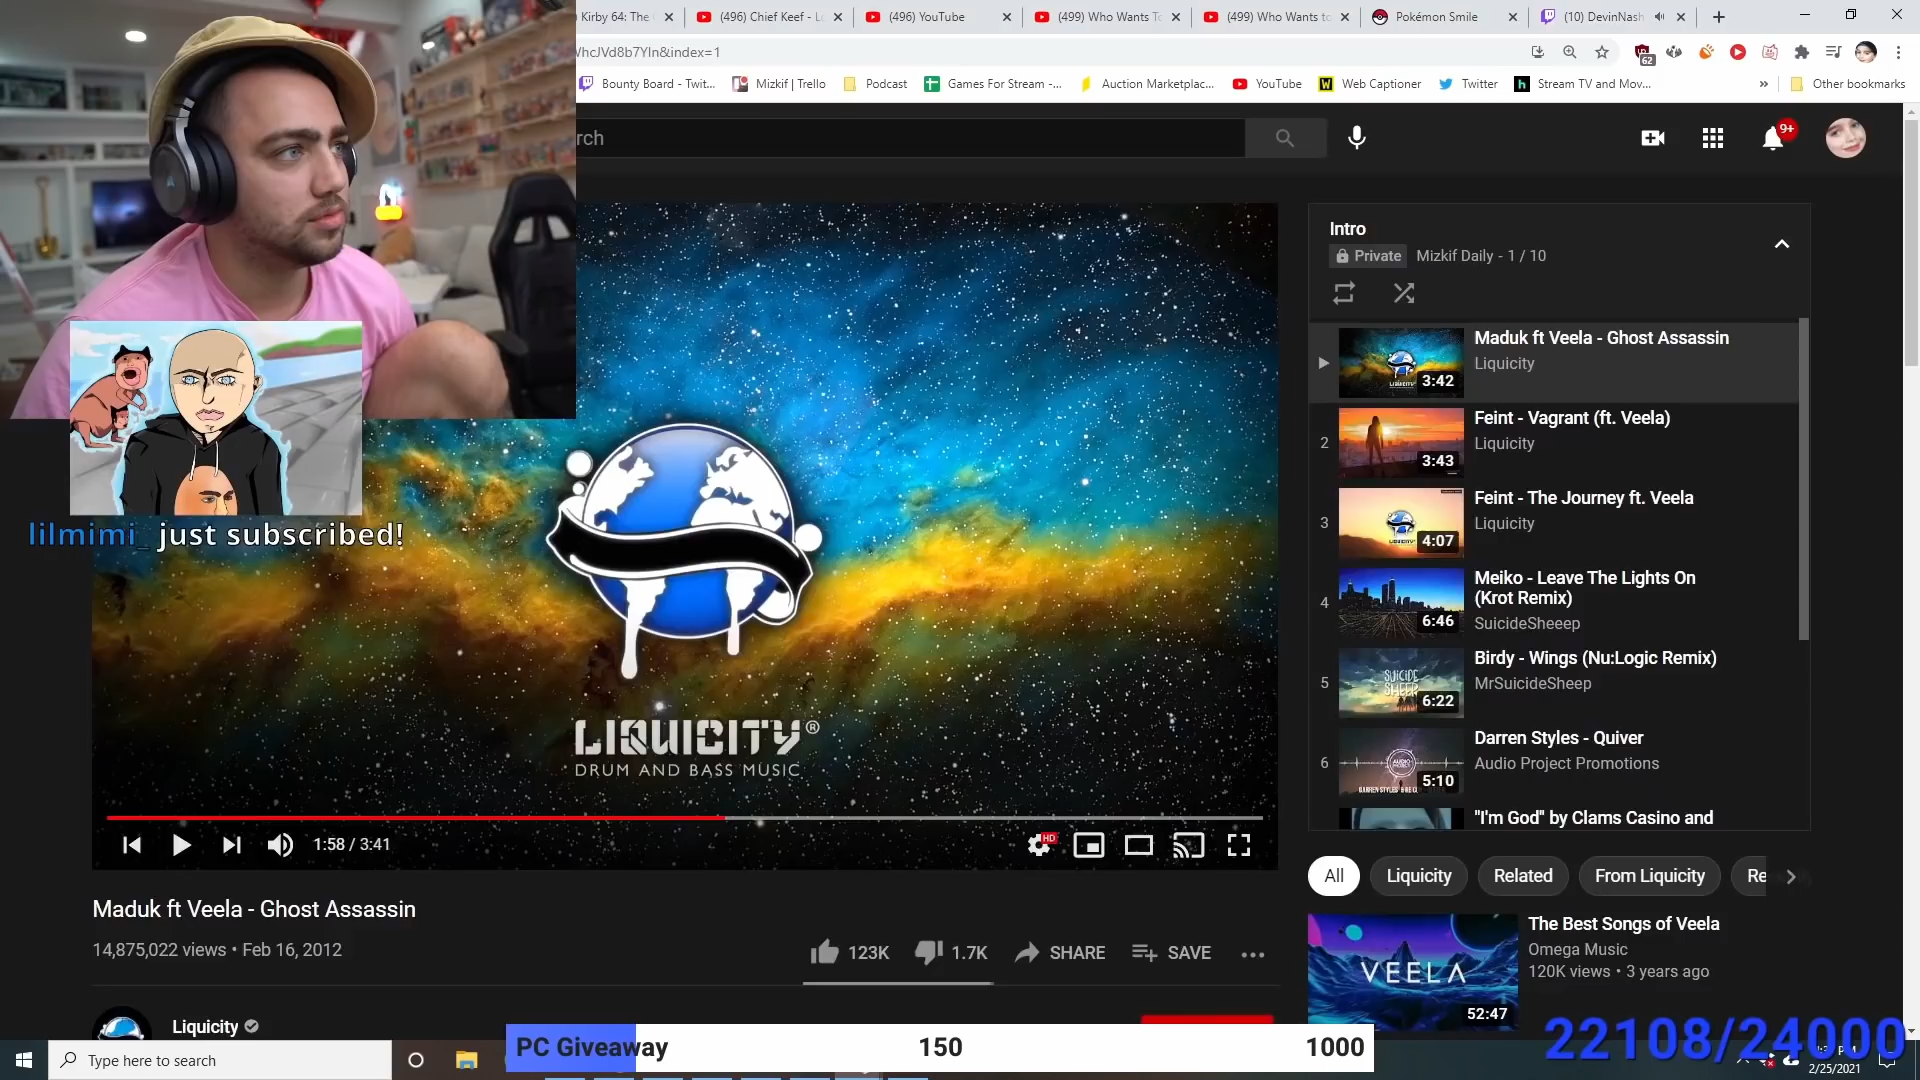 Kirby 64: The
(496) Chief Keef - L
(496) YouTube
(499) Who Wants T
(499) Who Wants to
Pokémon Smile
(10) DevinNash
WhcJVd8b7YIn&index=1
62
Bounty Board - Twit...
Mizkif | Trello
Podcast
Games For Stream -...
Auction Marketplac...
YouTube
Web Captioner
Twitter
Stream TV and Mov...
»
Other bookmarks
rch
9+
Intro
Private
Mizkif Daily - 1 / 10
Maduk ft Veela - Ghost Assassin
Liquicity
3:42
2
Feint - Vagrant (ft. Veela)
Liquicity
3:43
3
Feint - The Journey ft. Veela
Liquicity
4:07
4
Meiko - Leave The Lights On
(Krot Remix)
SuicideSheeep
6:46
5
Birdy - Wings (Nu:Logic Remix)
MrSuicideSheep
SUICIDE
SHEEP
6:22
6
Darren Styles - Quiver
Audio Project Promotions
5:10
"I'm God" by Clams Casino and
lilmimi_ just subscribed!
LIQUICITY®
DRUM AND BASS MUSIC
1:58 / 3:41
HD
Maduk ft Veela - Ghost Assassin
14,875,022 views • Feb 16, 2012
123K
1.7K
SHARE
SAVE
Liquicity
All
Liquicity
Related
From Liquicity
Re
The Best Songs of Veela
Omega Music
120K views • 3 years ago
VEELA
52:47
PC Giveaway
150
1000
22108/24000
Type here to search
2/25/2021